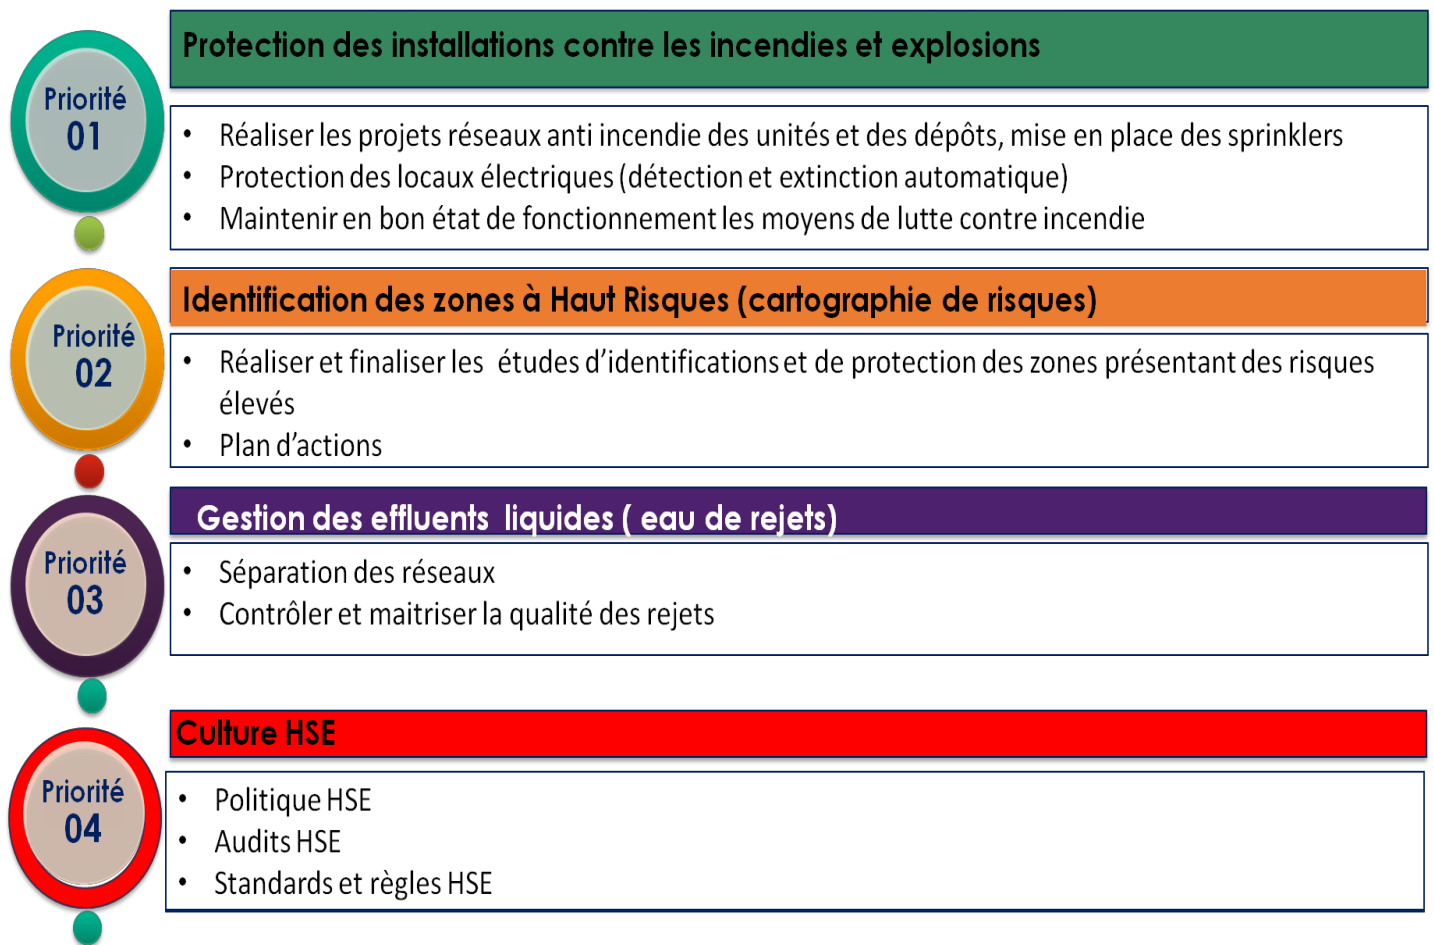 Priorité
01
Protection des installations contre les incendies et explosions
• Réaliser les projets réseaux anti incendie des unités et des dépôts, mise en place des sprinklers
• Protection des locaux électriques (détection et extinction automatique)
• Maintenir en bon état de fonctionnement les moyens de lutte contre incendie
Priorité
02
Identification des zones à Haut Risques (cartographie de risques)
• Réaliser et finaliser les études d’identifications et de protection des zones présentant des risques
élevés
• Plan d’actions
Priorité
03
Gestion des effluents liquides ( eau de rejets)
• Séparation des réseaux
• Contrôler et maitriser la qualité des rejets
Priorité
04
Culture HSE
• Politique HSE
• Audits HSE
• Standards et règles HSE